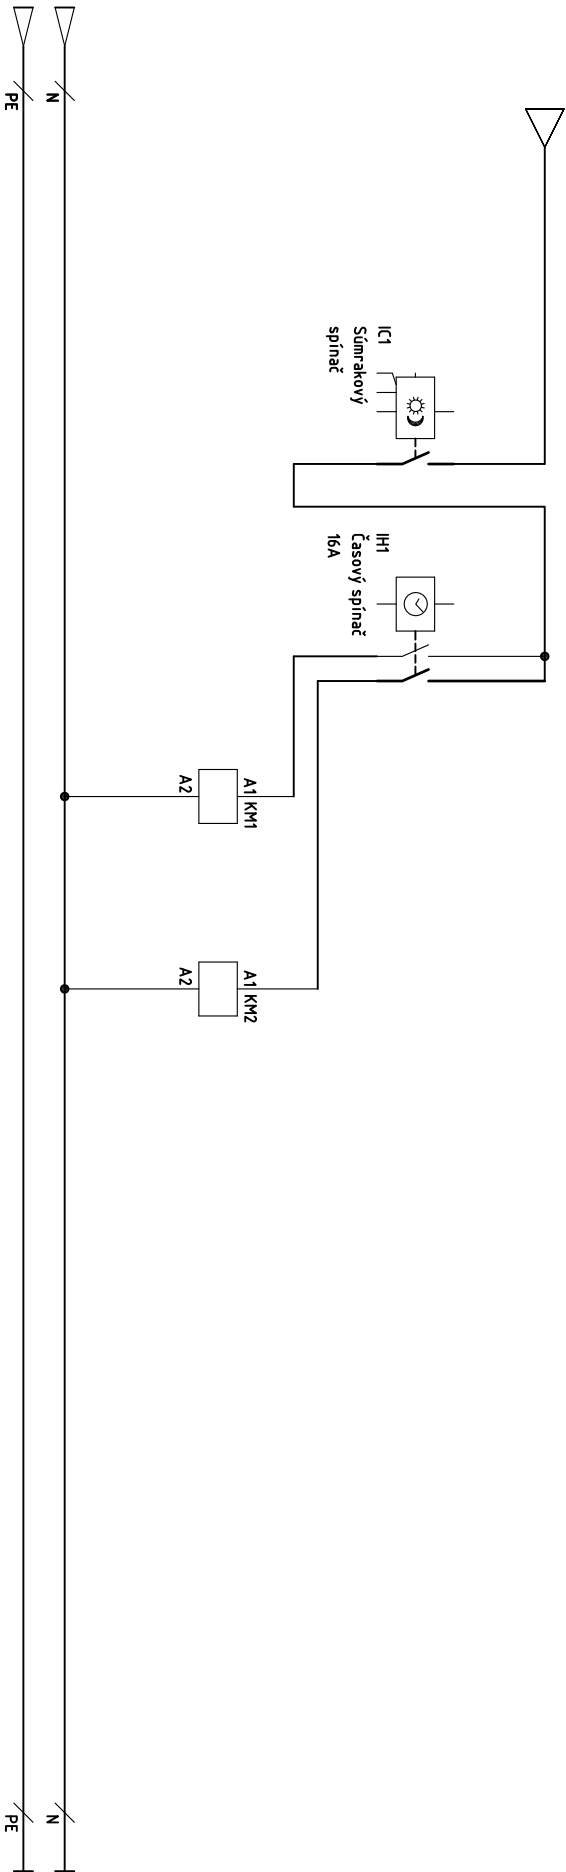 PE
N
IC1
Súmrakový
spínač
IH1
Časový spínač
16A
A1 KM1
A2
A1 KM2
A2
PE
N